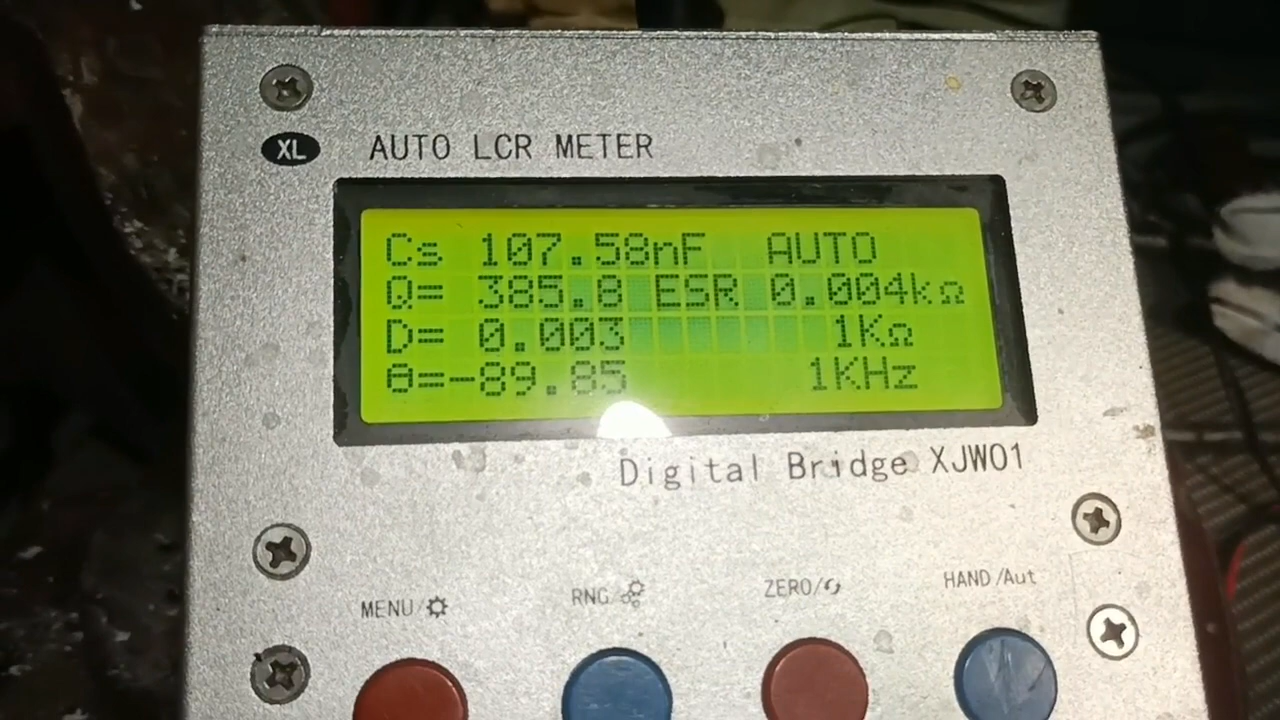 XL AUTO LCR METER
Cs 107.58nF AUTO
Q= 385.8 ESR 0.004kΩ
D= 0.003 1KΩ
θ=-89.85 1KHz
Digital Bridge XJW01
MENU/ RNG ZERO/ HAND/Aut